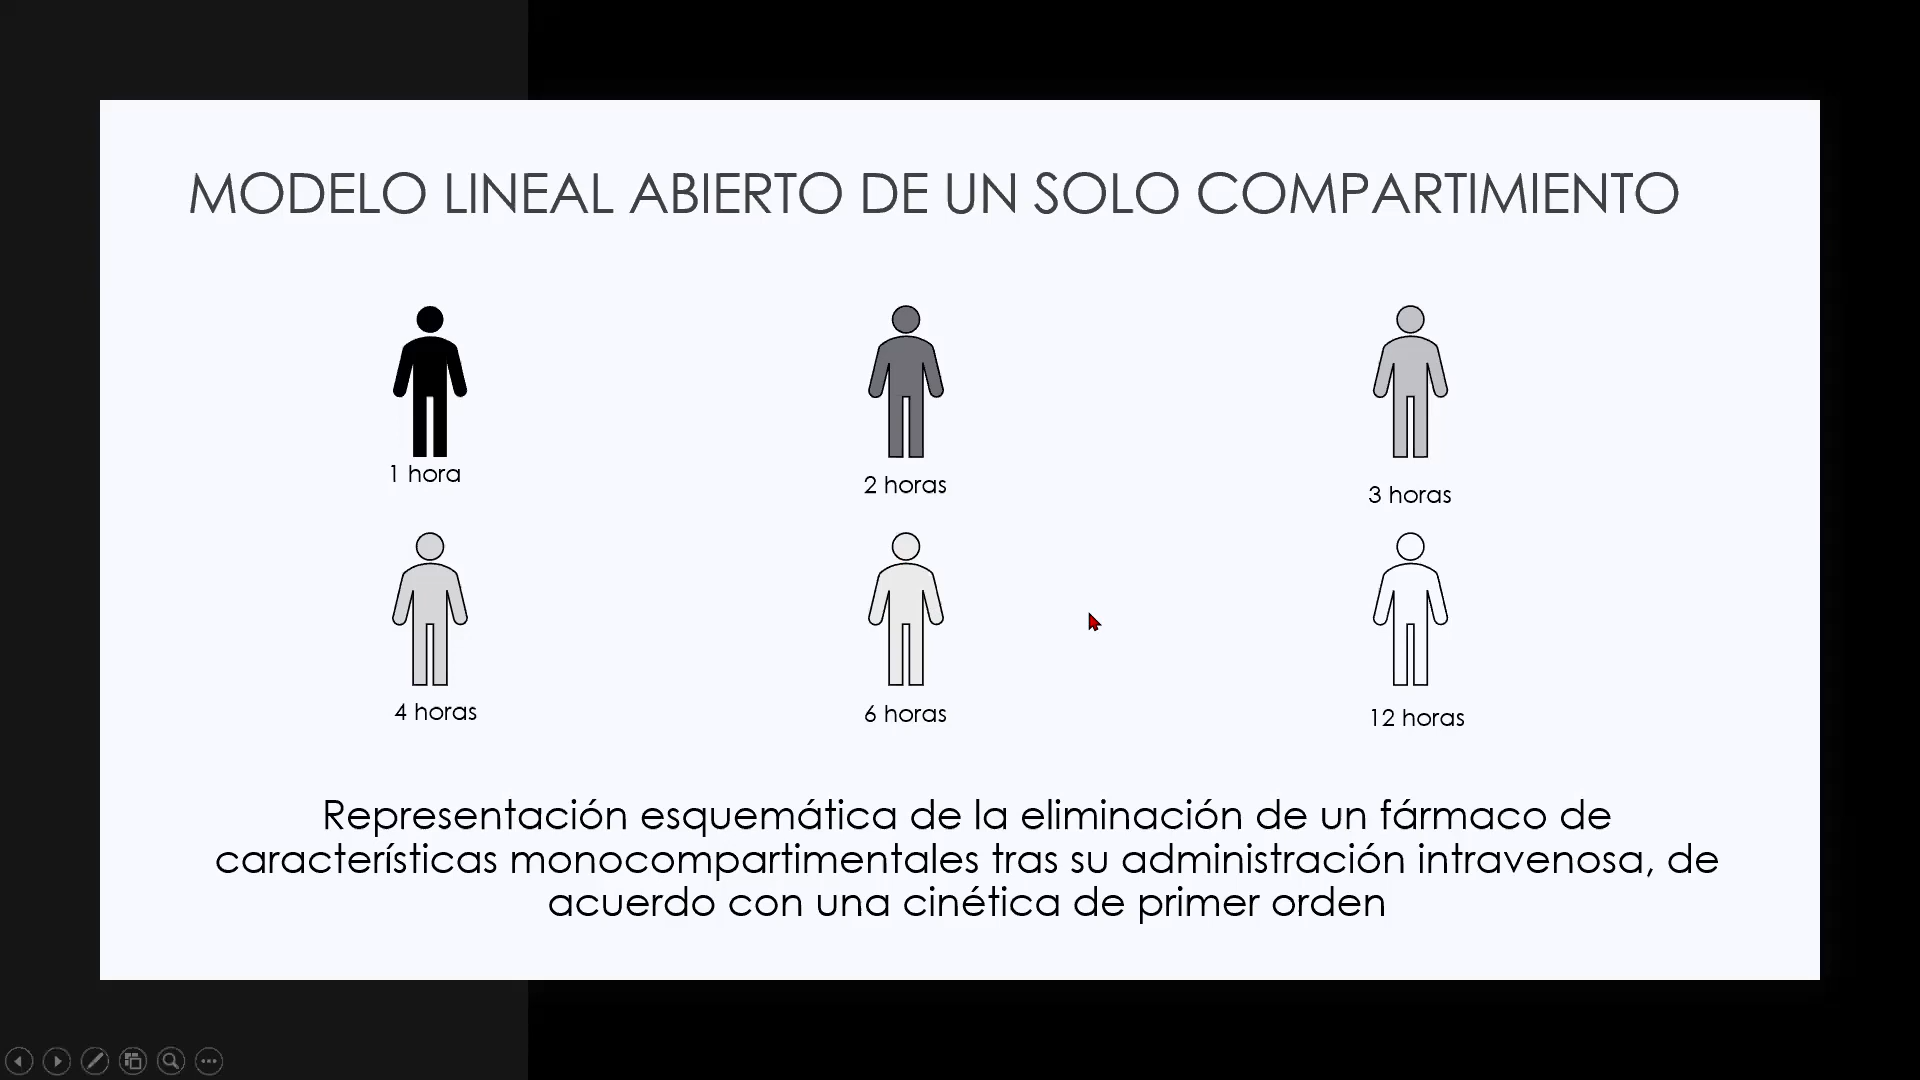 MODELO LINEAL ABIERTO DE UN SOLO COMPARTIMIENTO
1 hora
2 horas
3 horas
4 horas
6 horas
12 horas
Representación esquemática de la eliminación de un fármaco de
características monocompartimentales tras su administración intravenosa, de
acuerdo con una cinética de primer orden